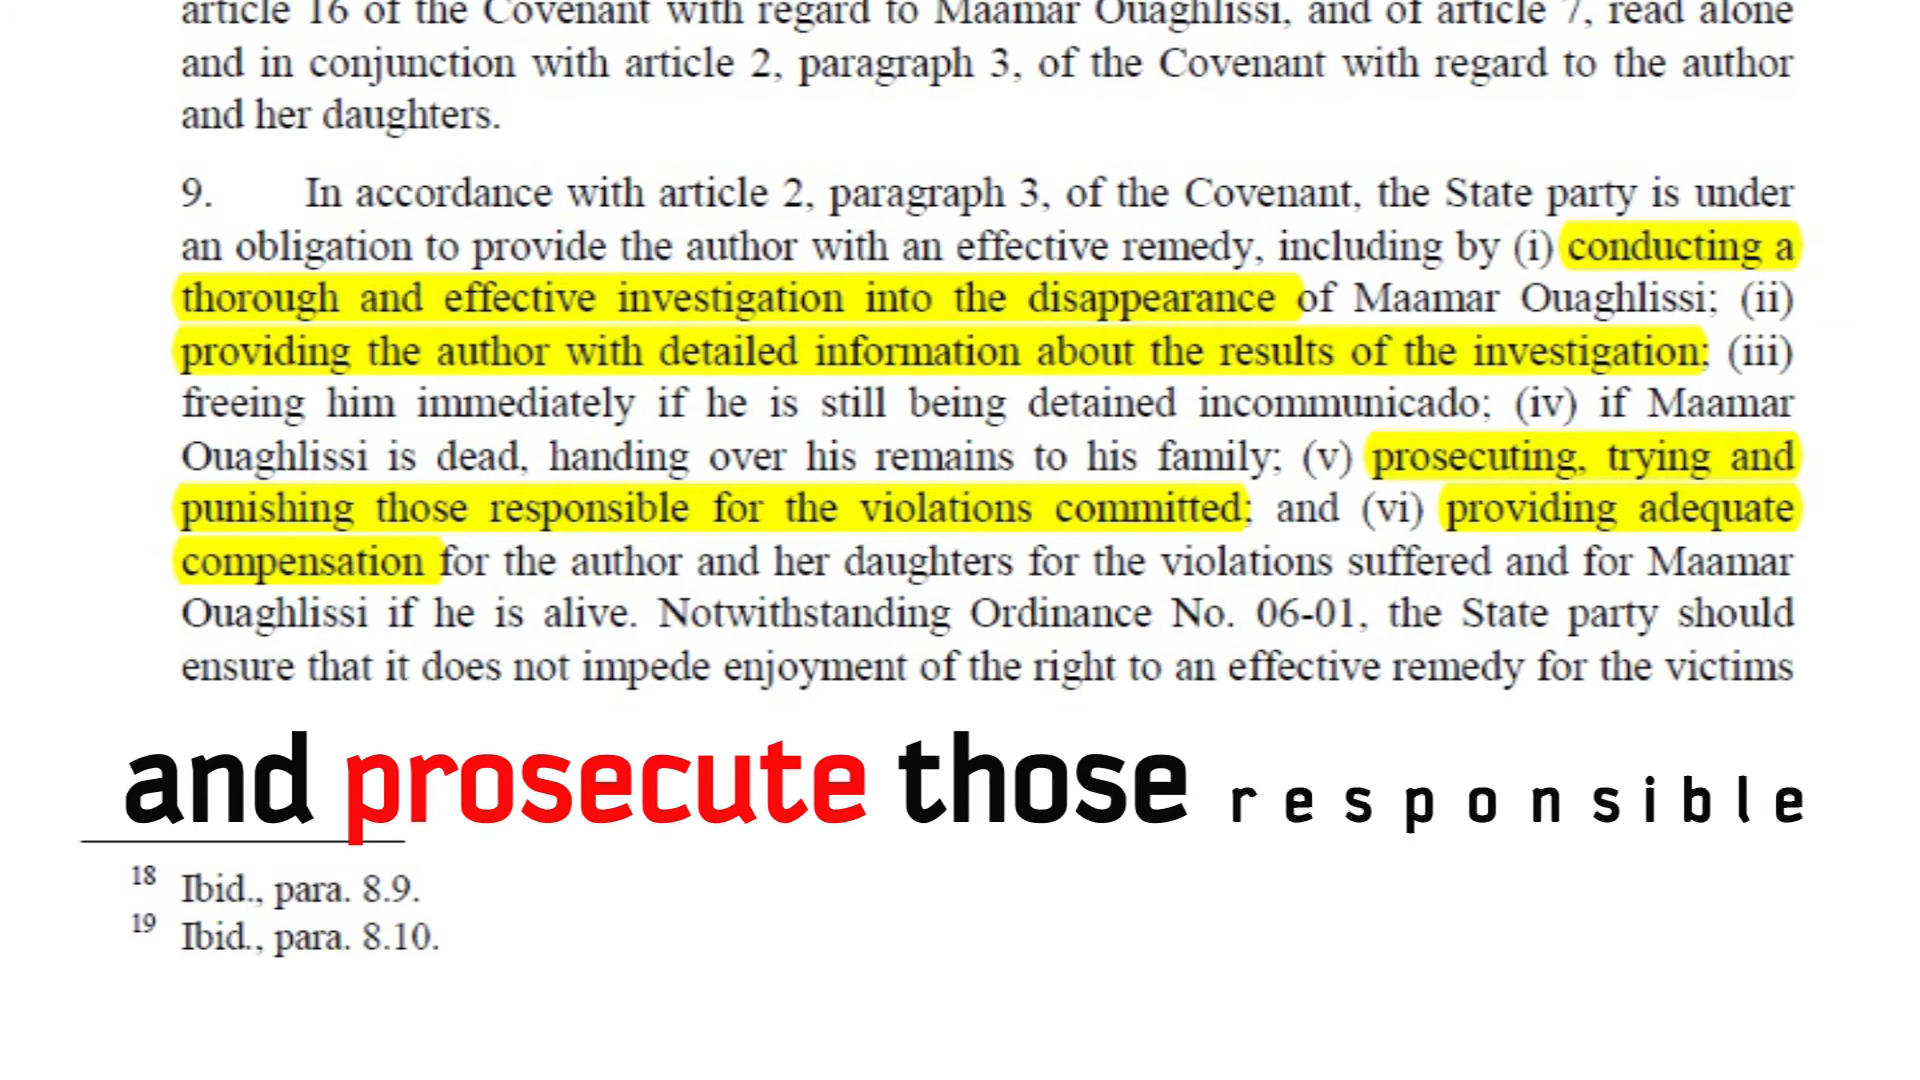 article 16 of the Covenant with regard to Maamar Ouaghlissi, and of article 7, read alone
and in conjunction with article 2, paragraph 3, of the Covenant with regard to the author
and her daughters.
9. In accordance with article 2, paragraph 3, of the Covenant, the State party is under
an obligation to provide the author with an effective remedy, including by (i) conducting a
thorough and effective investigation into the disappearance of Maamar Ouaghlissi; (ii)
providing the author with detailed information about the results of the investigation; (iii)
freeing him immediately if he is still being detained incommunicado; (iv) if Maamar
Ouaghlissi is dead, handing over his remains to his family; (v) prosecuting, trying and
punishing those responsible for the violations committed; and (vi) providing adequate
compensation for the author and her daughters for the violations suffered and for Maamar
Ouaghlissi if he is alive. Notwithstanding Ordinance No. 06-01, the State party should
ensure that it does not impede enjoyment of the right to an effective remedy for the victims
and prosecute those responsible
18 Ibid., para. 8.9.
19 Ibid., para. 8.10.